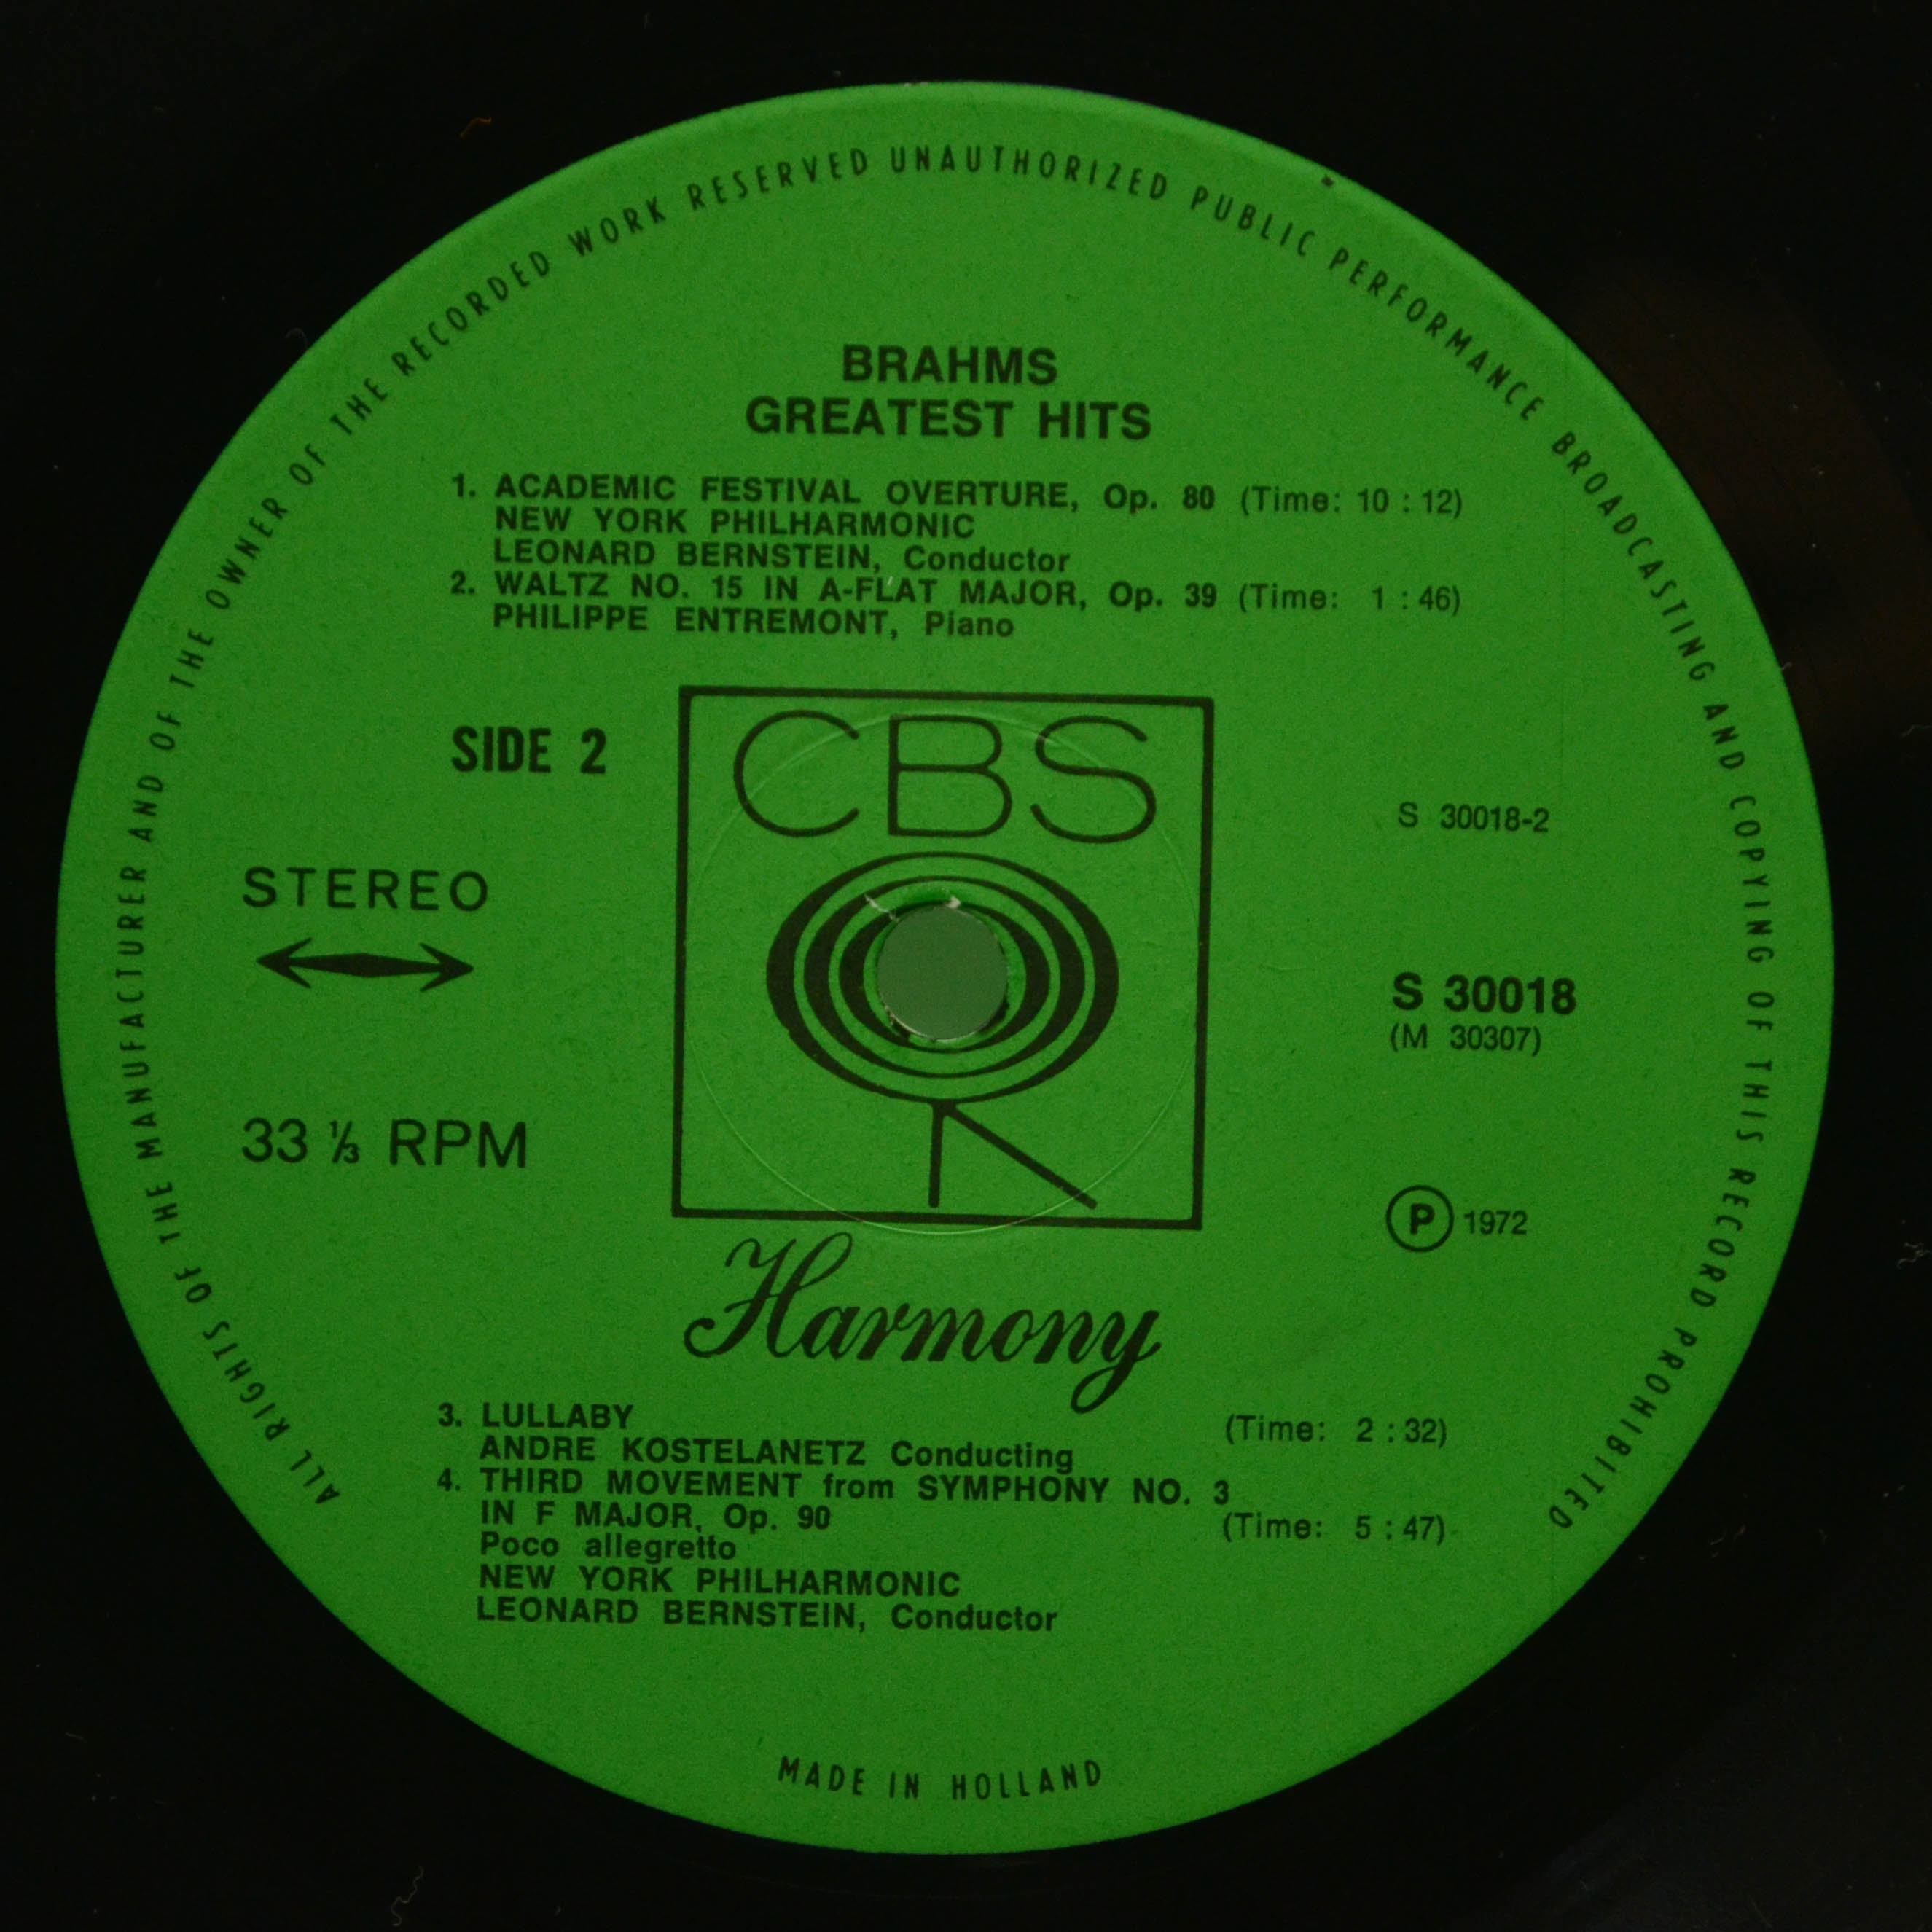 ALL RIGHTS OF THE MANUFACTURER AND OF THE OWNER OF THE RECORDED WORK RESERVED UNAUTHORIZED PUBLIC PERFORMANCE BROADCASTING AND COPYING OF THIS RECORD PROHIBITED
BRAHMS
GREATEST HITS
1. ACADEMIC FESTIVAL OVERTURE, Op. 80 (Time: 10 : 12)
NEW YORK PHILHARMONIC
LEONARD BERNSTEIN, Conductor
2. WALTZ NO. 15 IN A-FLAT MAJOR, Op. 39 (Time: 1 : 46)
PHILIPPE ENTREMONT, Piano
SIDE 2
CBS
S 30018-2
STEREO
S 30018
(M 30307)
33 ⅓ RPM
℗ 1972
Harmony
3. LULLABY (Time: 2 : 32)
ANDRE KOSTELANETZ Conducting
4. THIRD MOVEMENT from SYMPHONY NO. 3
IN F MAJOR, Op. 90 (Time: 5 : 47)
Poco allegretto
NEW YORK PHILHARMONIC
LEONARD BERNSTEIN, Conductor
MADE IN HOLLAND